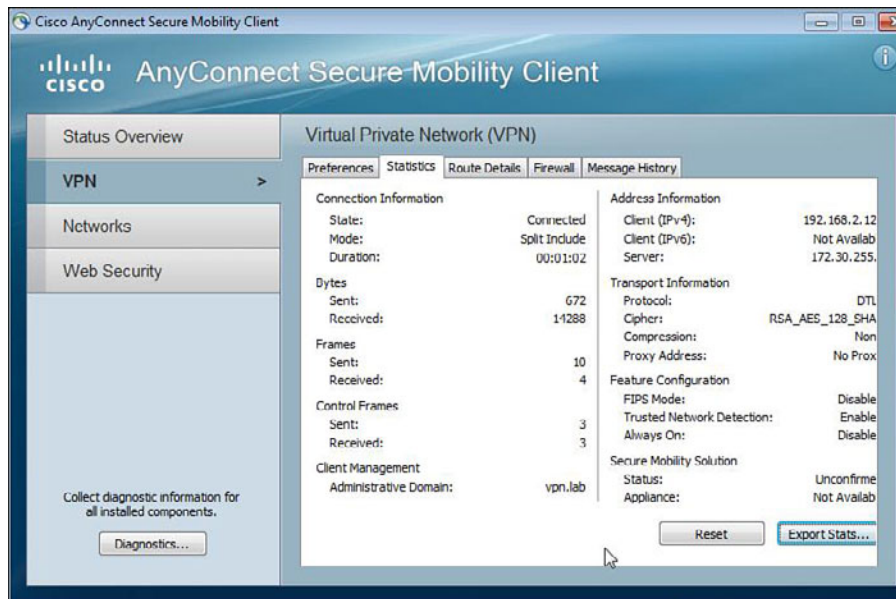 Cisco AnyConnect Secure Mobility Client
CISCO AnyConnect Secure Mobility Client
Status Overview
VPN >
Networks
Web Security
Collect diagnostic information for
all installed components.
Diagnostics...
Virtual Private Network (VPN)
Preferences Statistics Route Details Firewall Message History
Connection Information
State: Connected
Mode: Split Include
Duration: 00:01:02
Bytes
Sent: 672
Received: 14288
Frames
Sent: 10
Received: 4
Control Frames
Sent: 3
Received: 3
Client Management
Administrative Domain: vpn.lab
Address Information
Client (IPv4): 192.168.2.12
Client (IPv6): Not Availab
Server: 172.30.255.
Transport Information
Protocol: DTL
Cipher: RSA_AES_128_SHA
Compression: Non
Proxy Address: No Prox
Feature Configuration
FIPS Mode: Disable
Trusted Network Detection: Enable
Always On: Disable
Secure Mobility Solution
Status: Unconfirme
Appliance: Not Availab
Reset Export Stats...